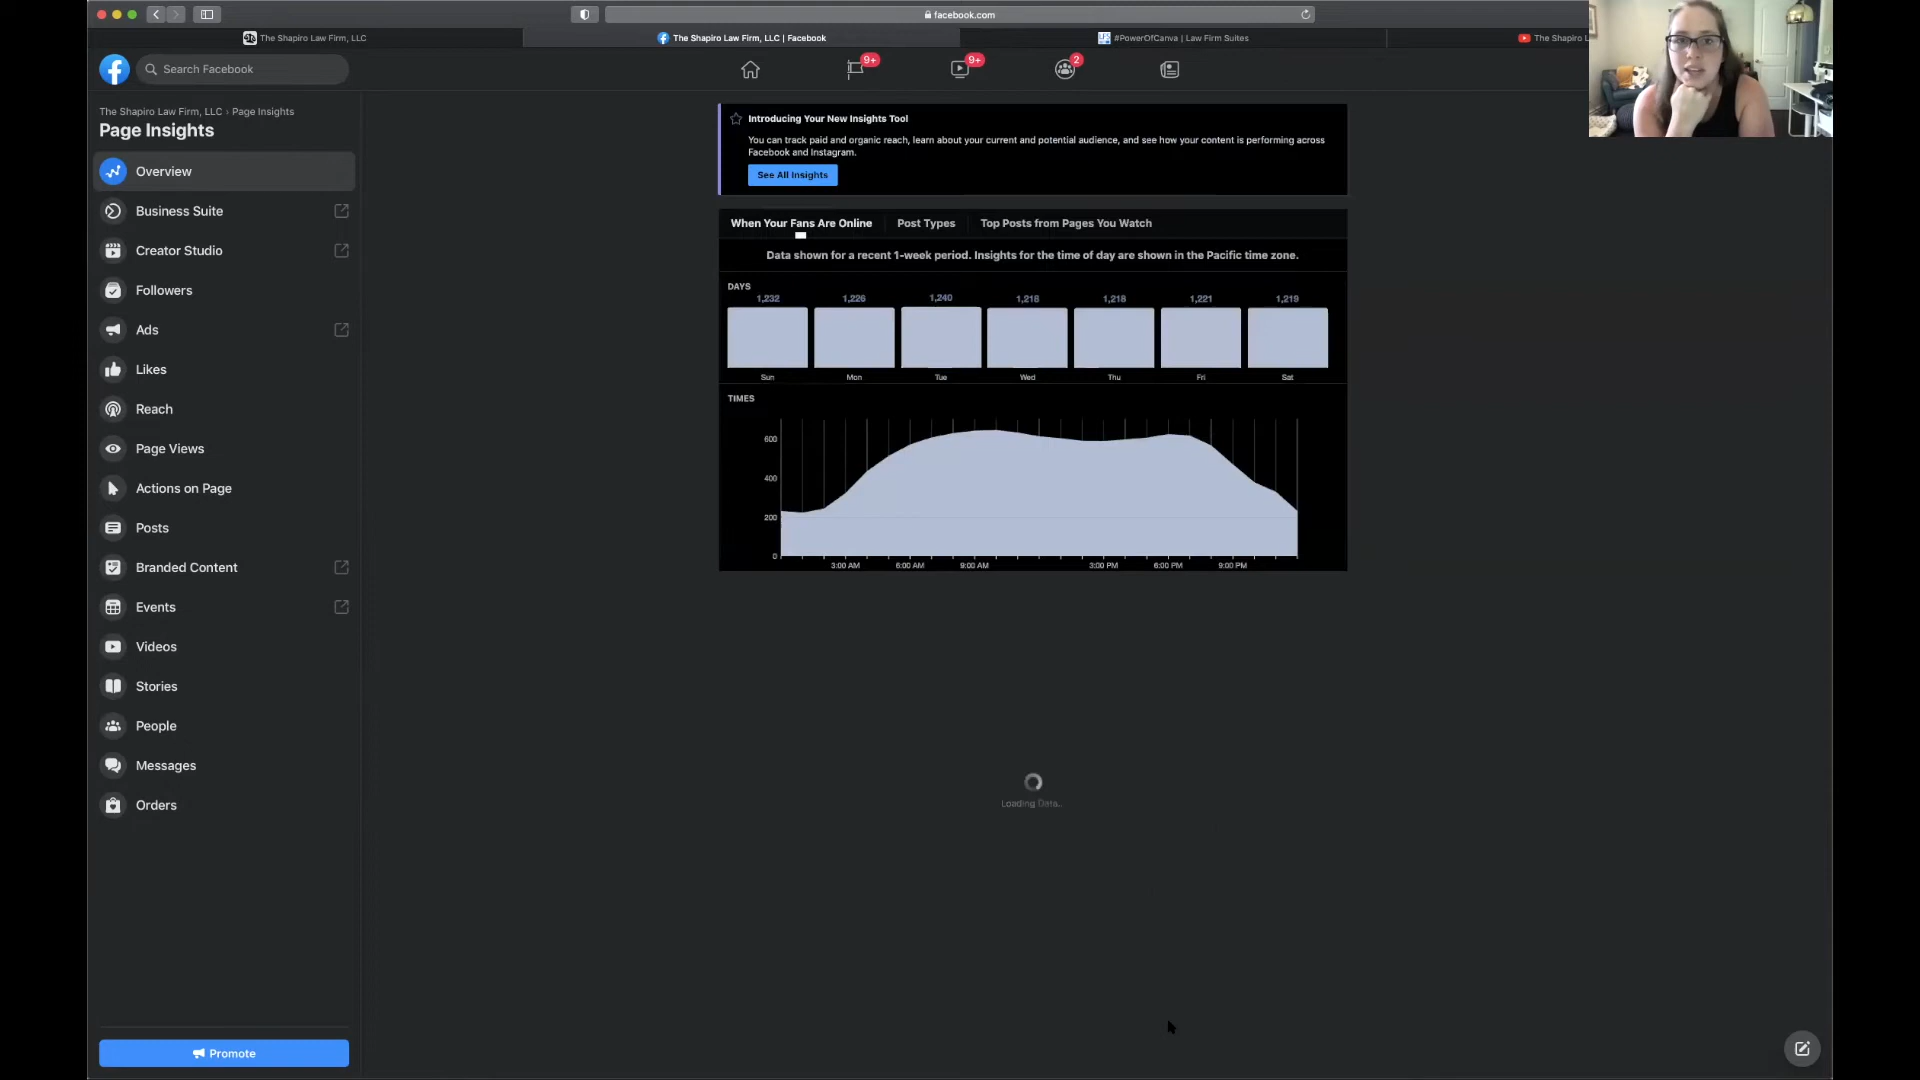 facebook.com
The Shapiro Law Firm, LLC
The Shapiro Law Firm, LLC | Facebook
#PowerOfCanva | Law Firm Suites
The Shapiro L
Search Facebook
9+
9+
2
The Shapiro Law Firm, LLC › Page Insights
Page Insights
Overview
Business Suite
Creator Studio
Followers
Ads
Likes
Reach
Page Views
Actions on Page
Posts
Branded Content
Events
Videos
Stories
People
Messages
Orders
Promote
Introducing Your New Insights Tool
You can track paid and organic reach, learn about your current and potential audience, and see how your content is performing across
Facebook and Instagram.
See All Insights
When Your Fans Are Online Post Types Top Posts from Pages You Watch
Data shown for a recent 1-week period. Insights for the time of day are shown in the Pacific time zone.
DAYS
1,232 1,226 1,240 1,216 1,218 1,221 1,219
Sun Mon Tue Wed Thu Fri Sat
TIMES
600
400
200
0
3:00 AM 6:00 AM 9:00 AM 3:00 PM 6:00 PM 9:00 PM
Loading Data..